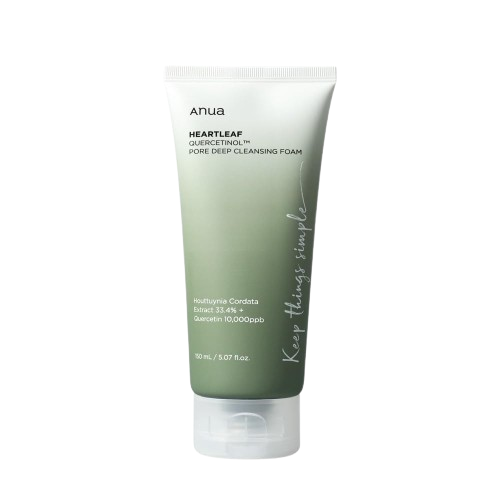 Anua
HEARTLEAF
QUERCETINOL™
PORE DEEP CLEANSING FOAM
Keep things simple
Houttuynia Cordata
Extract 33.4% +
Quercetin 10,000ppb
150 mL / 5.07 fl.oz.